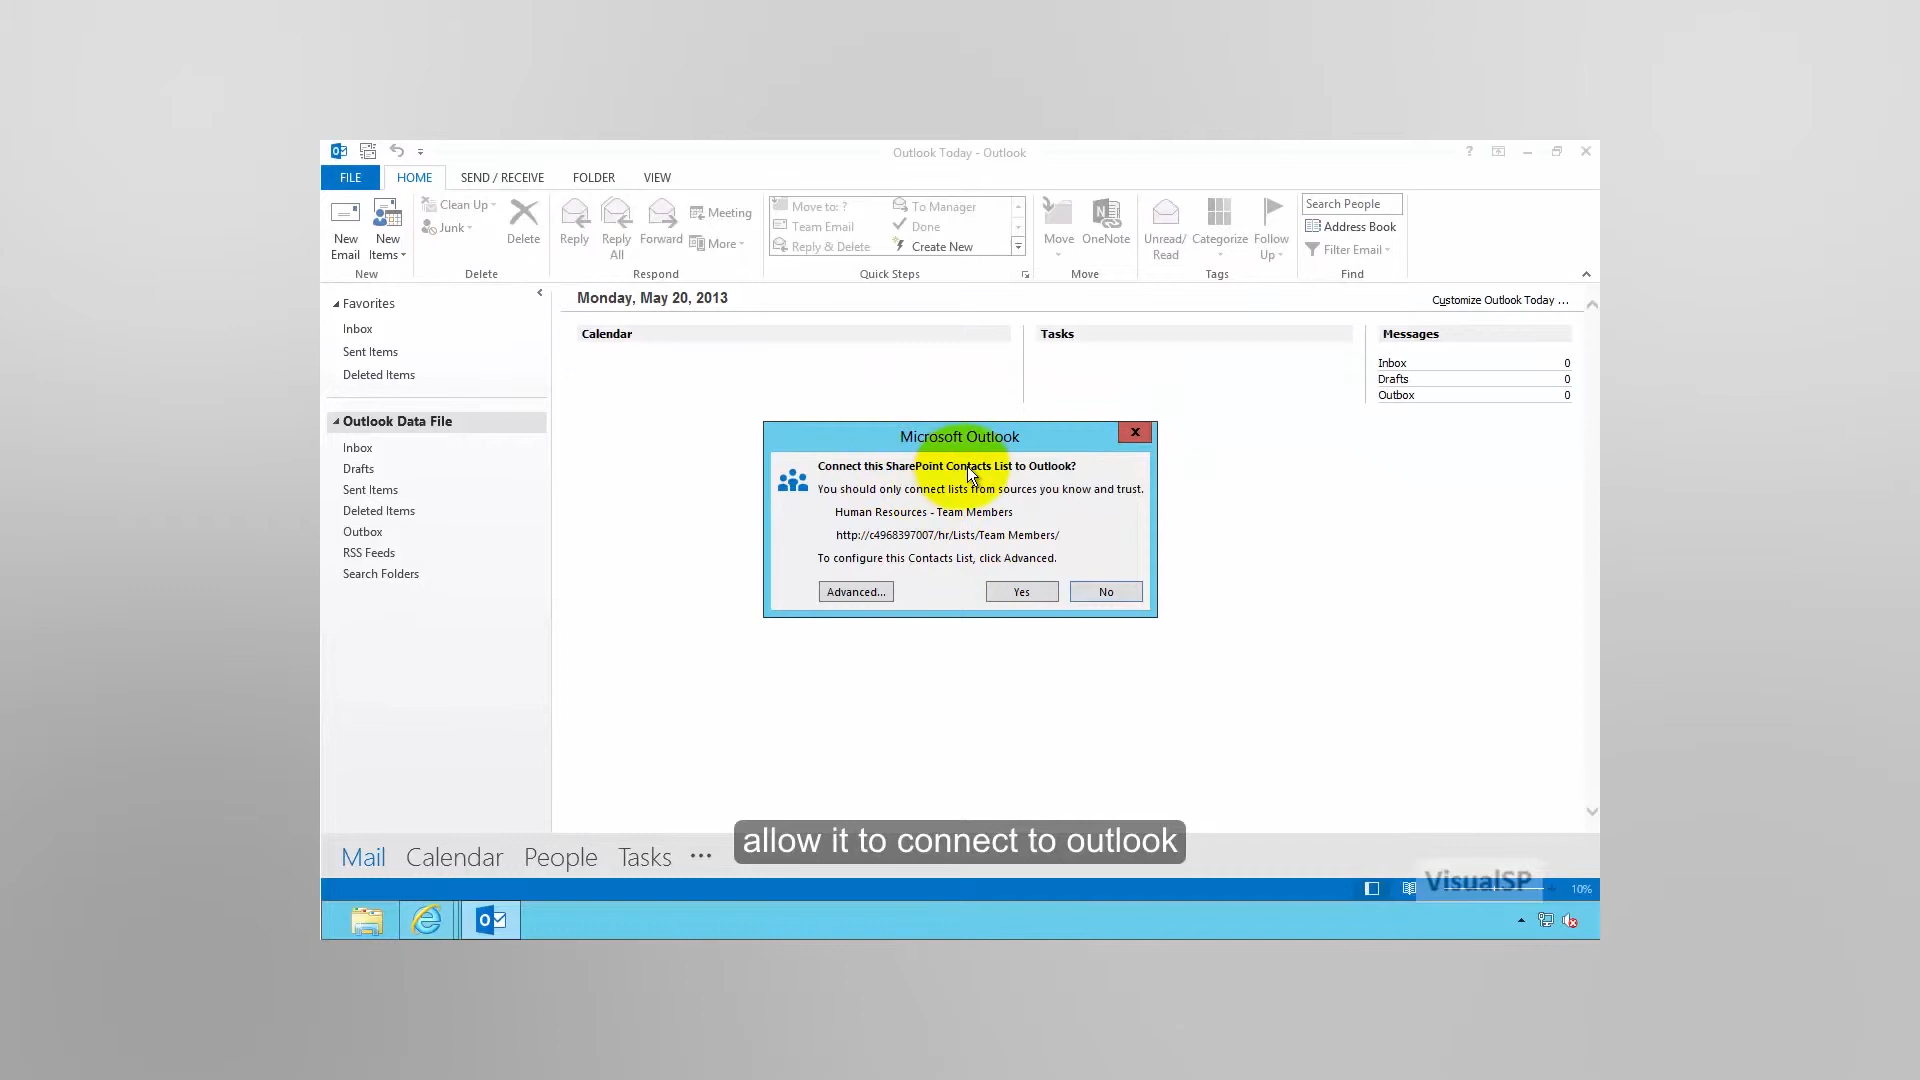 Outlook Today - Outlook
?
FILE HOME SEND / RECEIVE FOLDER VIEW
New Email
New Items
New
Clean Up
Junk
Delete
Delete
Reply
Reply All
Forward
Meeting
More
Respond
Move to: ?
Team Email
Reply & Delete
To Manager
Done
Create New
Quick Steps
Move
OneNote
Move
Unread/ Read
Categorize
Follow Up
Tags
Search People
Address Book
Filter Email
Find
Favorites
Inbox
Sent Items
Deleted Items
Outlook Data File
Inbox
Drafts
Sent Items
Deleted Items
Outbox
RSS Feeds
Search Folders
Monday, May 20, 2013
Customize Outlook Today ...
Calendar
Tasks
Messages
Inbox 0
Drafts 0
Outbox 0
Microsoft Outlook
x
Connect this SharePoint Contacts List to Outlook?
You should only connect lists from sources you know and trust.
Human Resources - Team Members
http://c4968397007/hr/Lists/Team Members/
To configure this Contacts List, click Advanced.
Advanced... Yes No
allow it to connect to outlook
Mail Calendar People Tasks ...
VisualSP
10%